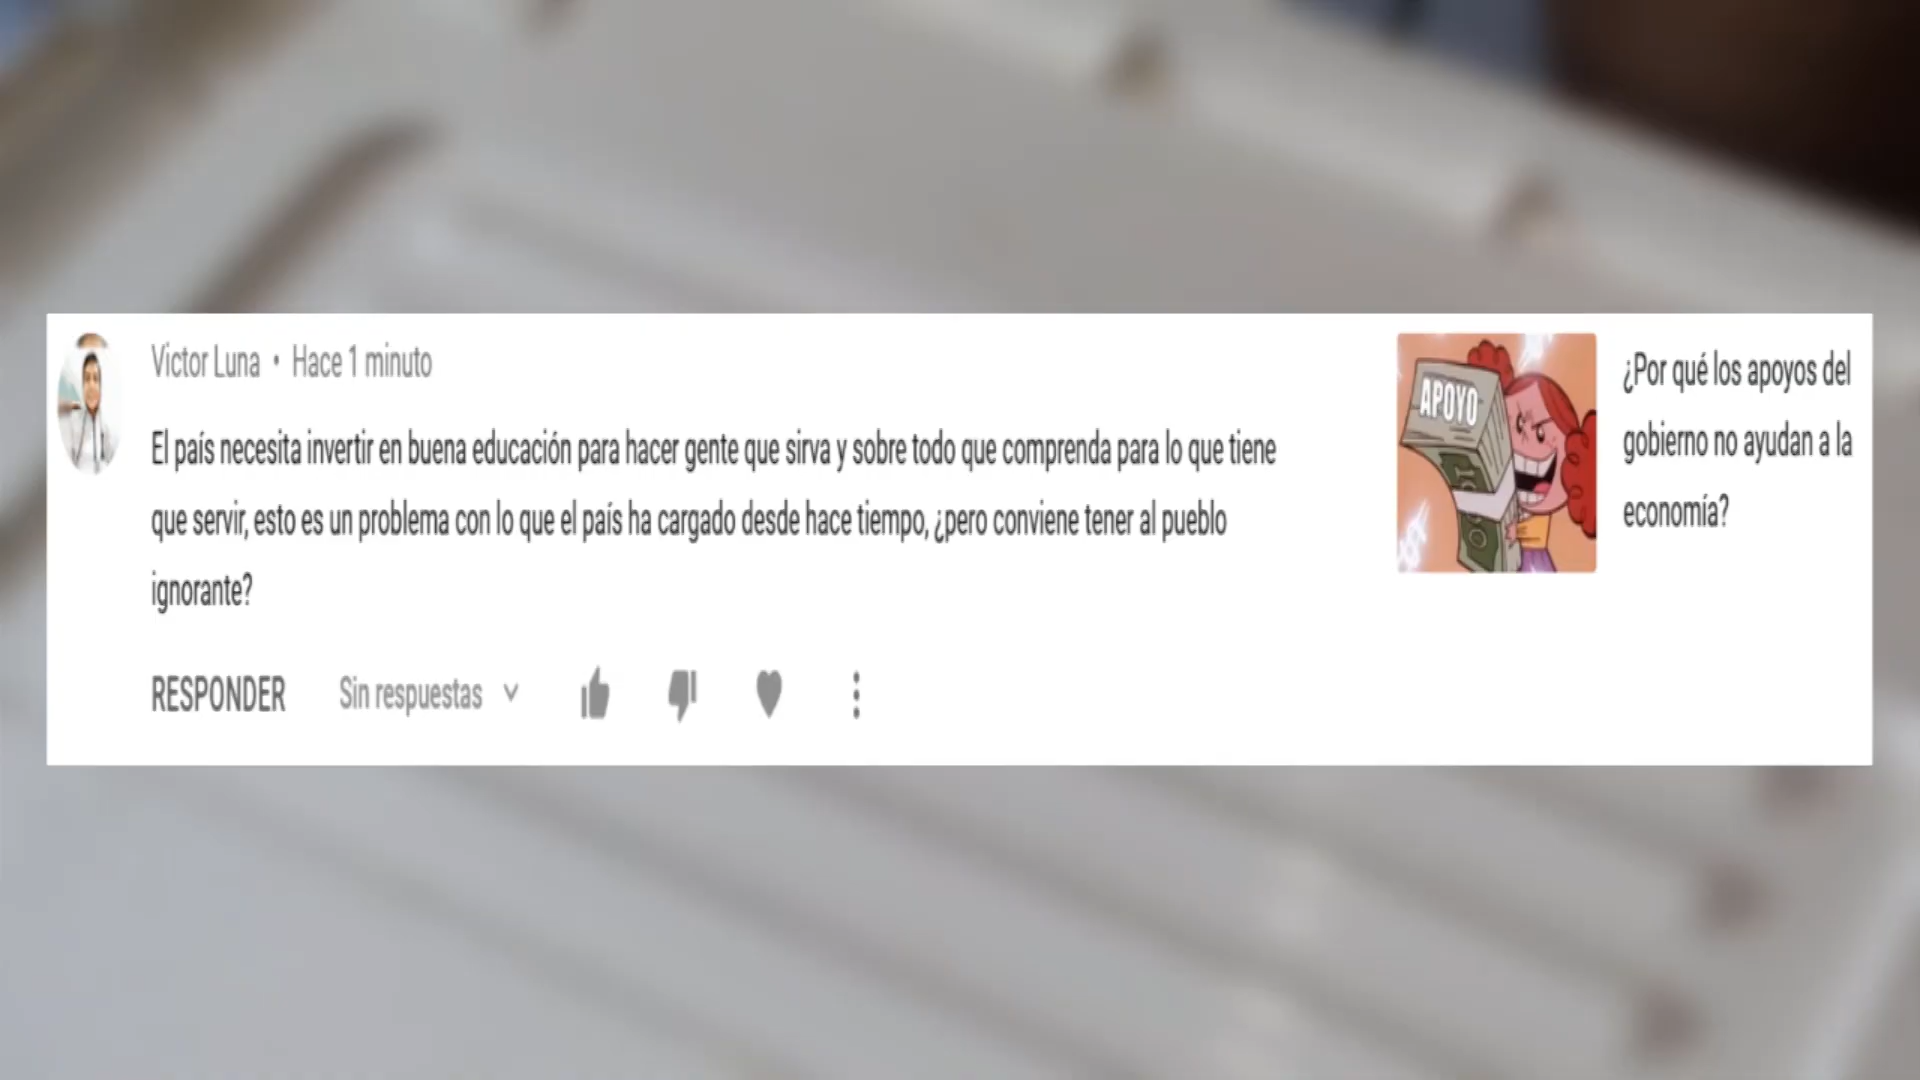 Victor Luna • Hace 1 minuto
El país necesita invertir en buena educación para hacer gente que sirva y sobre todo que comprenda para lo que tiene
que servir, esto es un problema con lo que el país ha cargado desde hace tiempo, ¿pero conviene tener al pueblo
ignorante?
RESPONDER Sin respuestas
APOYO
¿Por qué los apoyos del
gobierno no ayudan a la
economía?